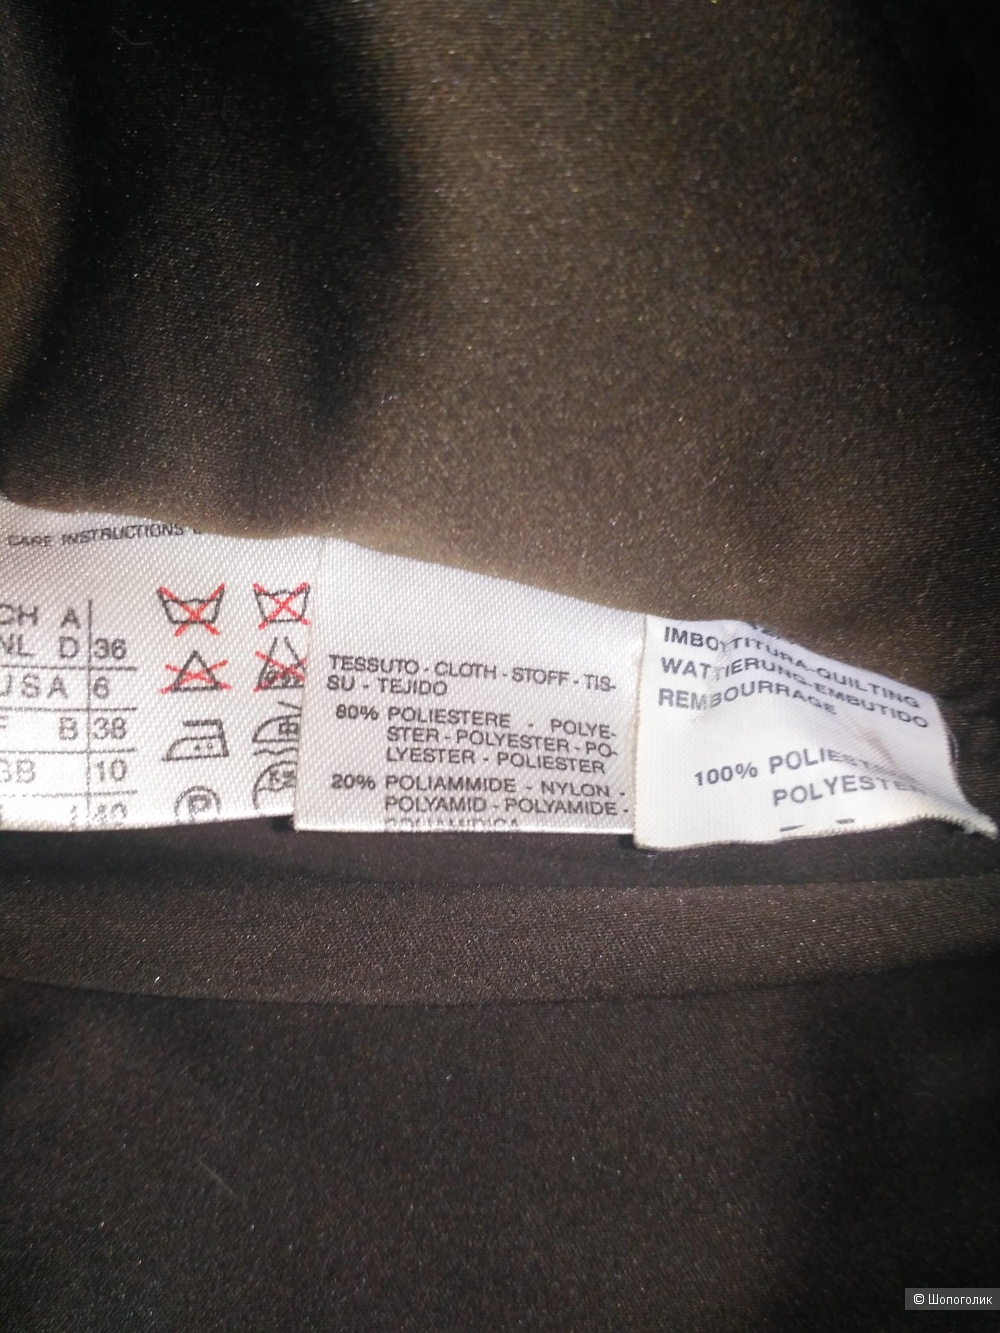 CARE INSTRUCTIONS
CH A
NL D 36
USA 6
F B 38
GB 10
I 40
P
TESSUTO - CLOTH - STOFF - TIS-
SU - TEJIDO
80% POLIESTERE - POLYE-
STER - POLYESTER - PO-
LYESTER - POLIESTER
20% POLIAMMIDE - NYLON -
POLYAMID - POLYAMIDE -
POLIAMIDICA
IMBOTTITURA-QUILTING
WATTIERUNG-EMBUTIDO
REMBOURRAGE
100% POLIESTERE
POLYESTER
© Шопоголик